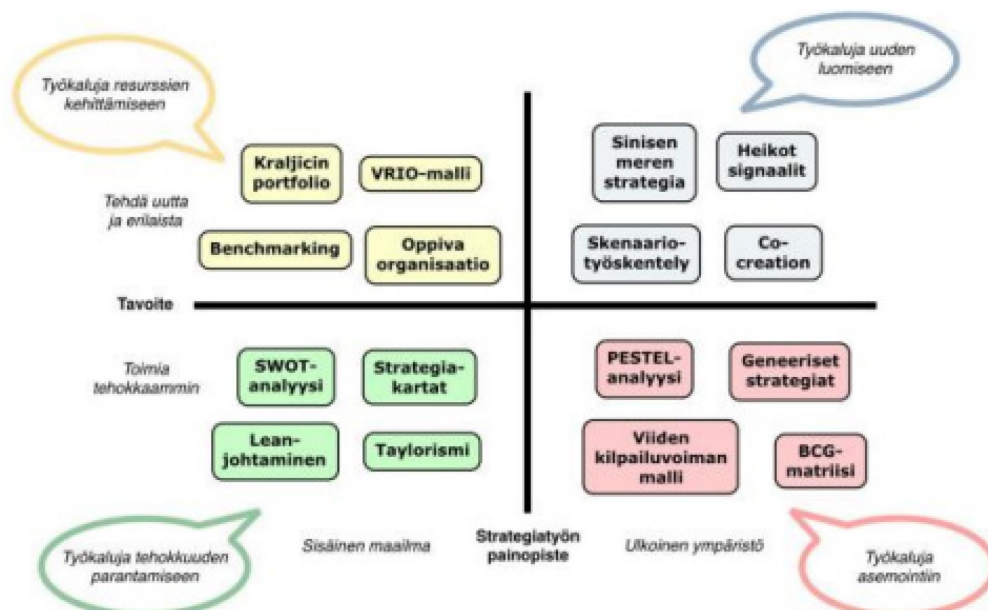 Työkaluja resurssien
kehittämiseen
Työkaluja uuden
luomiseen
Kraljicin
portfolio
VRIO-malli
Sinisen
meren
strategia
Heikot
signaalit
Tehdä uutta
ja erilaista
Benchmarking
Oppiva
organisaatio
Skenaario-
työskentely
Co-
creation
Tavoite
Toimia
tehokkaammin
SWOT-
analyysi
Strategia-
kartat
PESTEL-
analyysi
Geneeriset
strategiat
Lean-
johtaminen
Taylorismi
Viiden
kilpailuvoiman
malli
BCG-
matriisi
Työkaluja tehokkuuden
parantamiseen
Sisäinen maailma
Strategiatyön
painopiste
Ulkoinen ympäristö
Työkaluja
asemointiin